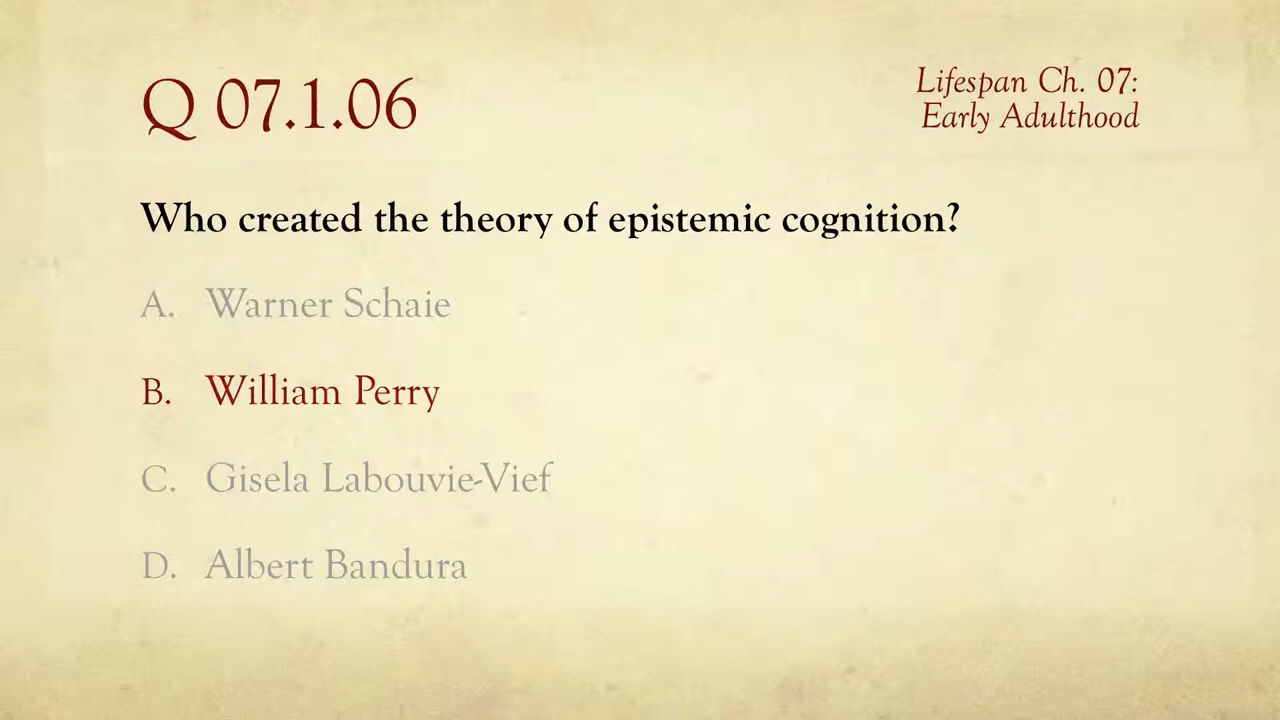 Q 07.1.06
Lifespan Ch. 07:
Early Adulthood
Who created the theory of epistemic cognition?
A. Warner Schaie
B. William Perry
C. Gisela Labouvie-Vief
D. Albert Bandura